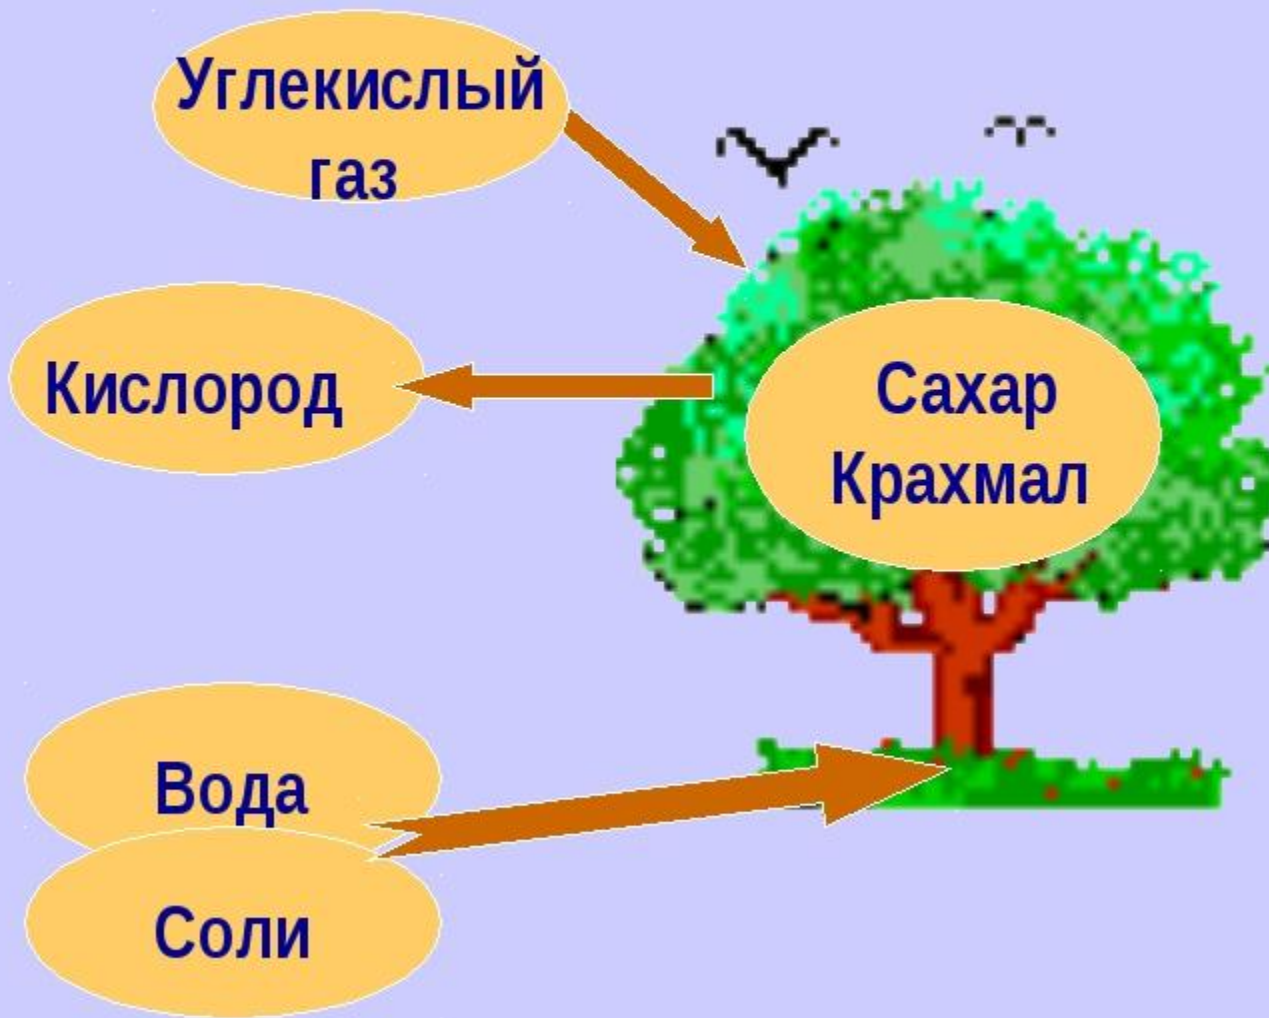 Углекислый
газ
Кислород
Сахар
Крахмал
Вода
Соли